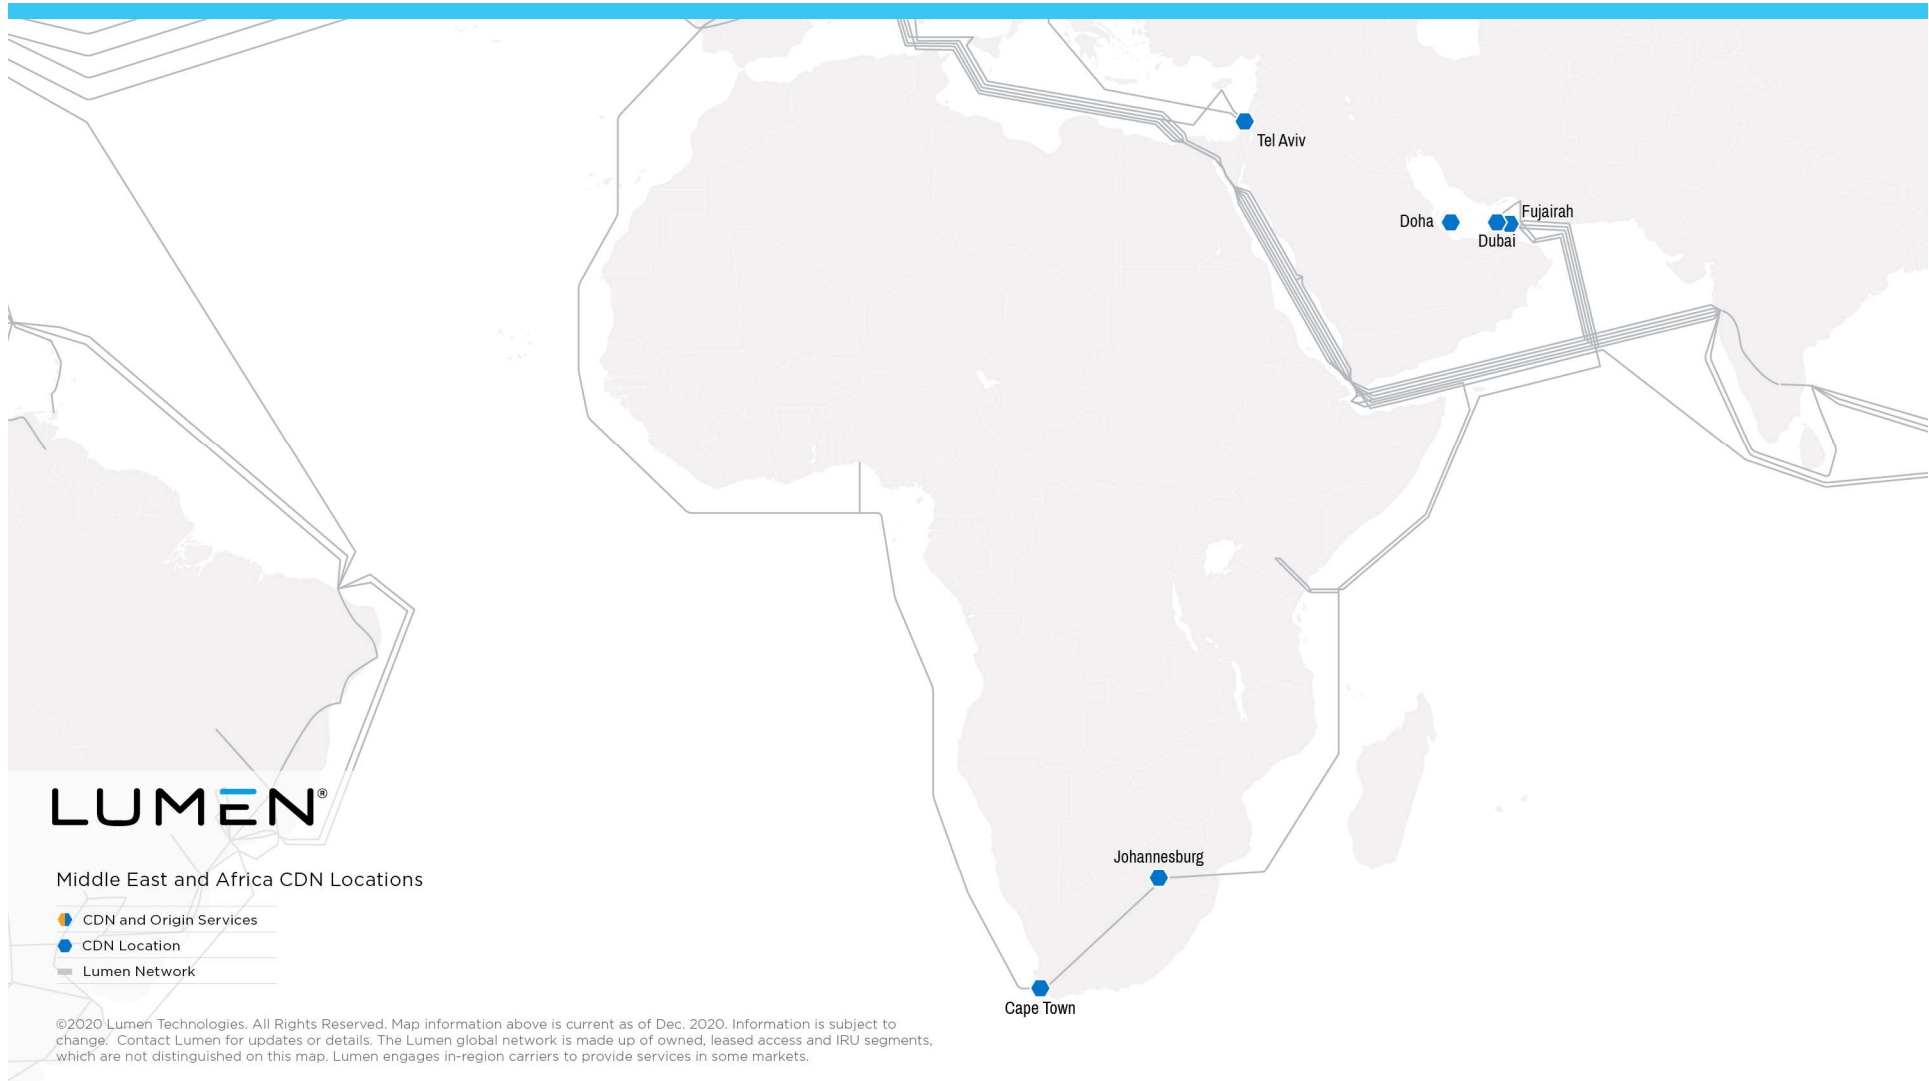 Tel Aviv
Fujairah
Doha
Dubai
Johannesburg
Cape Town
LUMEN®
Middle East and Africa CDN Locations
CDN and Origin Services
CDN Location
Lumen Network
©2020 Lumen Technologies. All Rights Reserved. Map information above is current as of Dec. 2020. Information is subject to
change. Contact Lumen for updates or details. The Lumen global network is made up of owned, leased access and IRU segments,
which are not distinguished on this map. Lumen engages in-region carriers to provide services in some markets.